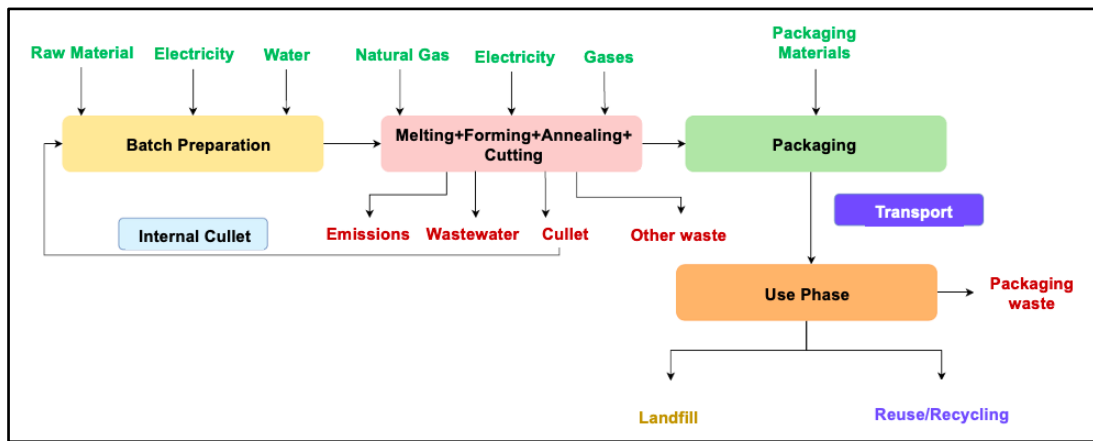 Raw Material
Electricity
Water
Natural Gas
Electricity
Gases
Packaging
Materials
Batch Preparation
Melting+Forming+Annealing+
Cutting
Packaging
Internal Cullet
Emissions
Wastewater
Cullet
Other waste
Transport
Use Phase
Packaging
waste
Landfill
Reuse/Recycling